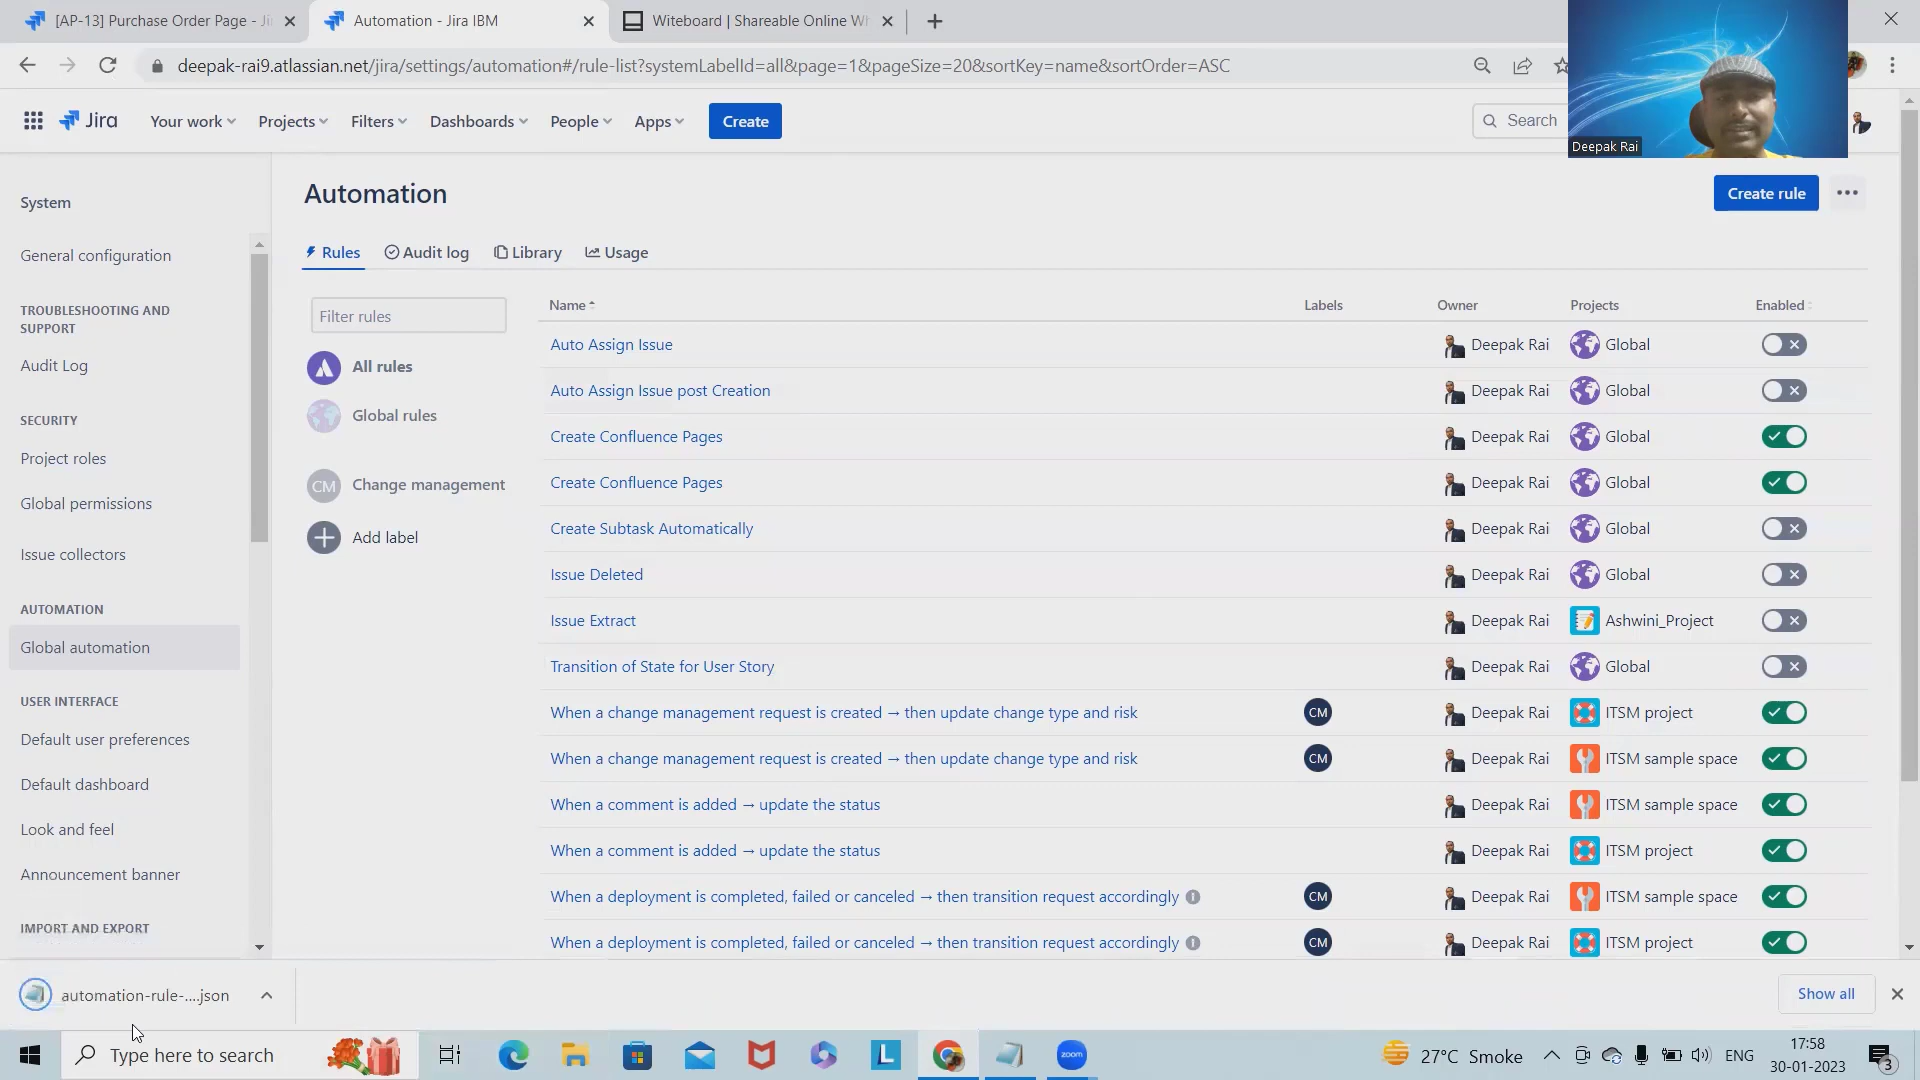 [AP-13] Purchase Order Page - Ji
Automation - Jira IBM
Witeboard | Shareable Online Wh
deepak-rai9.atlassian.net/jira/settings/automation#/rule-list?systemLabelId=all&page=1&pageSize=20&sortKey=name&sortOrder=ASC
Jira
Your work
Projects
Filters
Dashboards
People
Apps
Create
Search
Deepak Rai
System
General configuration
TROUBLESHOOTING AND
SUPPORT
Audit Log
SECURITY
Project roles
Global permissions
Issue collectors
AUTOMATION
Global automation
USER INTERFACE
Default user preferences
Default dashboard
Look and feel
Announcement banner
IMPORT AND EXPORT
Automation
Create rule
Rules
Audit log
Library
Usage
Filter rules
All rules
Global rules
CM Change management
Add label
Name Labels Owner Projects Enabled
Auto Assign Issue Deepak Rai Global
Auto Assign Issue post Creation Deepak Rai Global
Create Confluence Pages Deepak Rai Global
Create Confluence Pages Deepak Rai Global
Create Subtask Automatically Deepak Rai Global
Issue Deleted Deepak Rai Global
Issue Extract Deepak Rai Ashwini_Project
Transition of State for User Story Deepak Rai Global
When a change management request is created → then update change type and risk CM Deepak Rai ITSM project
When a change management request is created → then update change type and risk CM Deepak Rai ITSM sample space
When a comment is added → update the status Deepak Rai ITSM sample space
When a comment is added → update the status Deepak Rai ITSM project
When a deployment is completed, failed or canceled → then transition request accordingly CM Deepak Rai ITSM sample space
When a deployment is completed, failed or canceled → then transition request accordingly CM Deepak Rai ITSM project
automation-rule-....json
Show all
Type here to search
L
zoom
27°C Smoke
ENG
17:58
30-01-2023
3